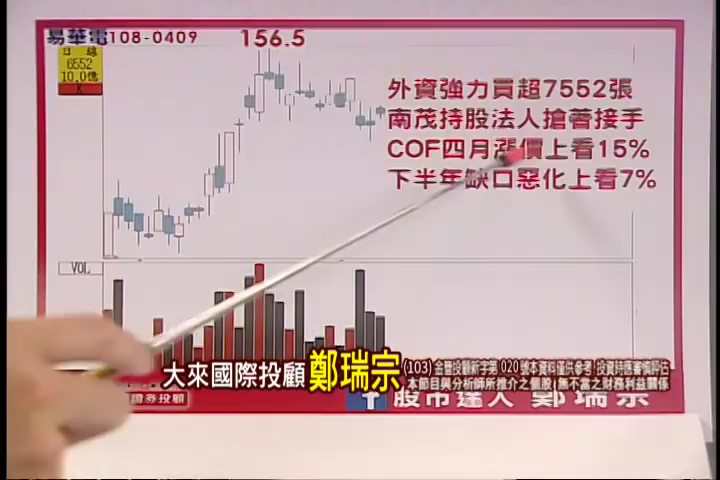 易華電108-0409 156.5
日 線
6552
10.0億
K
外資強力買超7552張
南茂持股法人搶著接手
COF四月漲價上看15%
下半年缺口惡化上看7%
VOL
大來國際投顧 鄭瑞宗
(103)金管投顧新字第 020號本資料僅供參考 投資時應審慎評估
本節目與分析師所推介之個股 無不當之財務利益關係
證券投顧
股市達人 鄭瑞宗